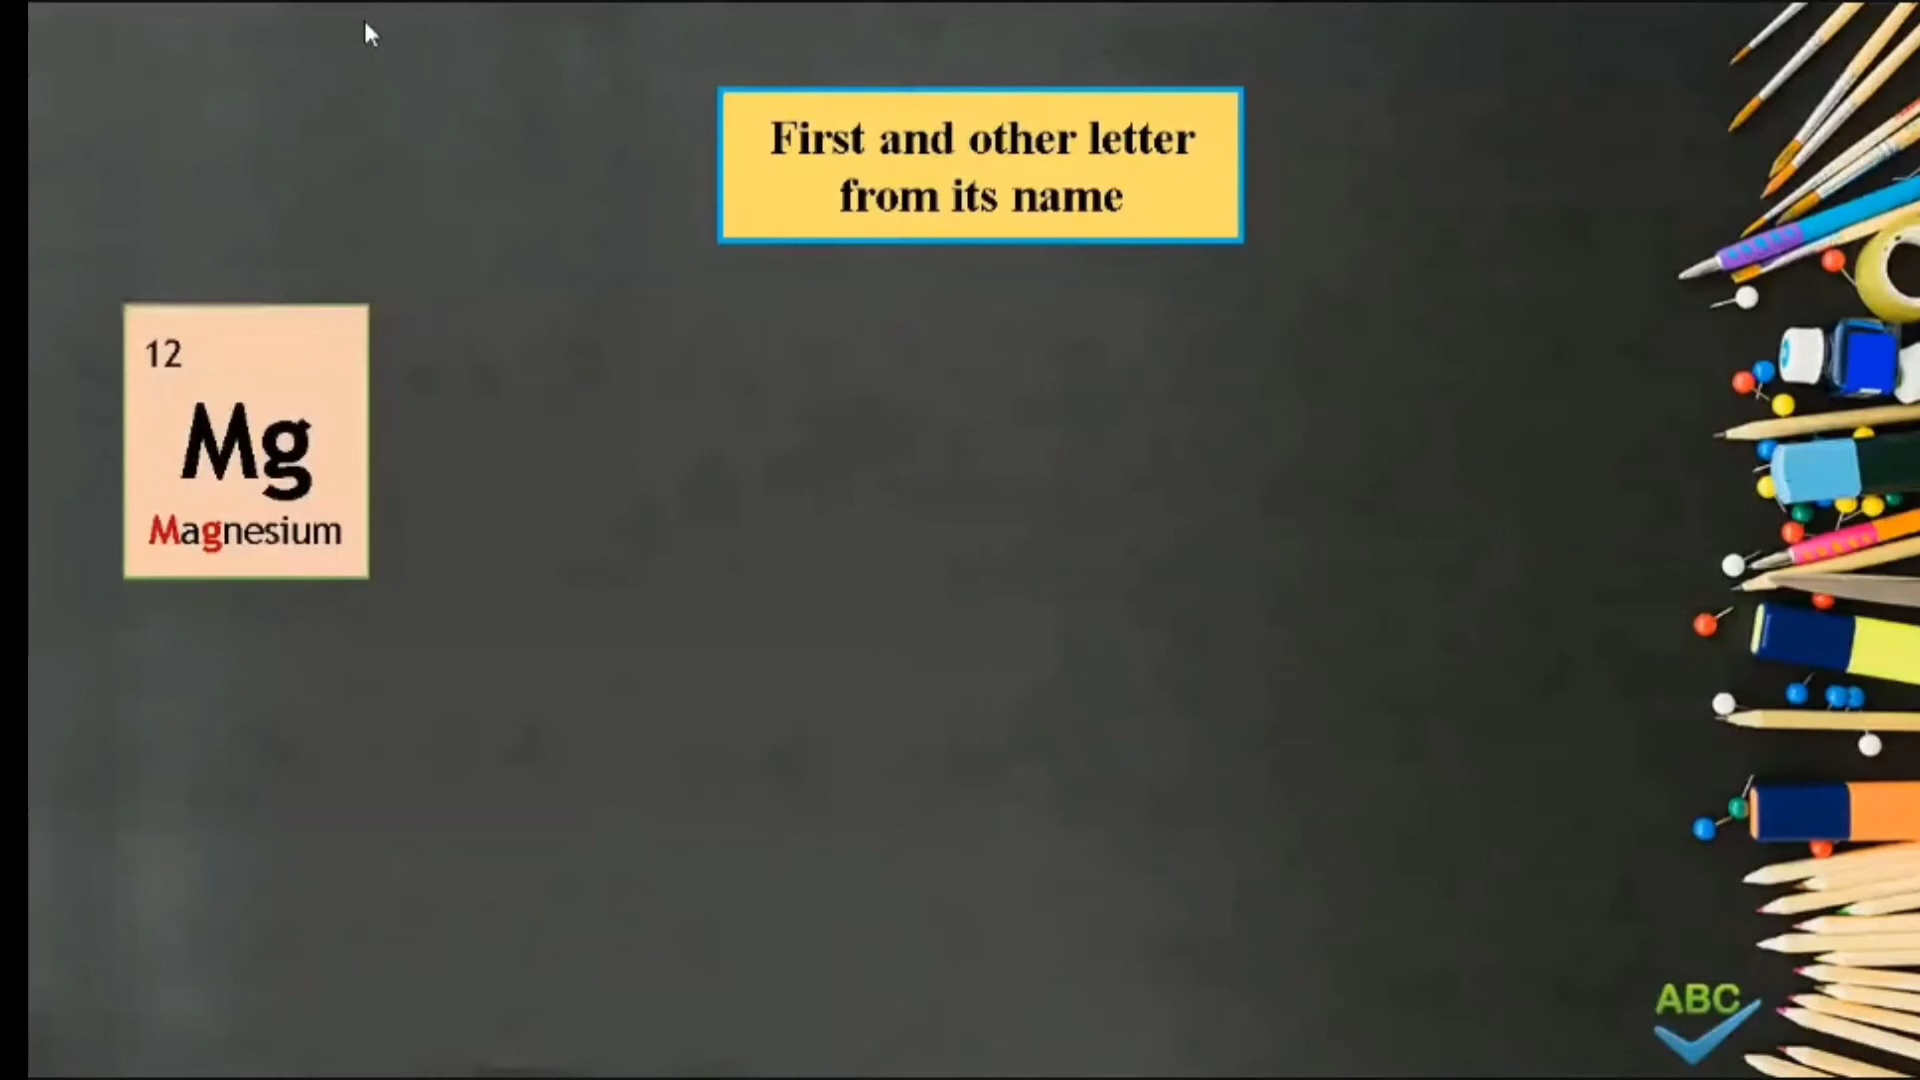 First and other letter
from its name
12
Mg
Magnesium
ABC